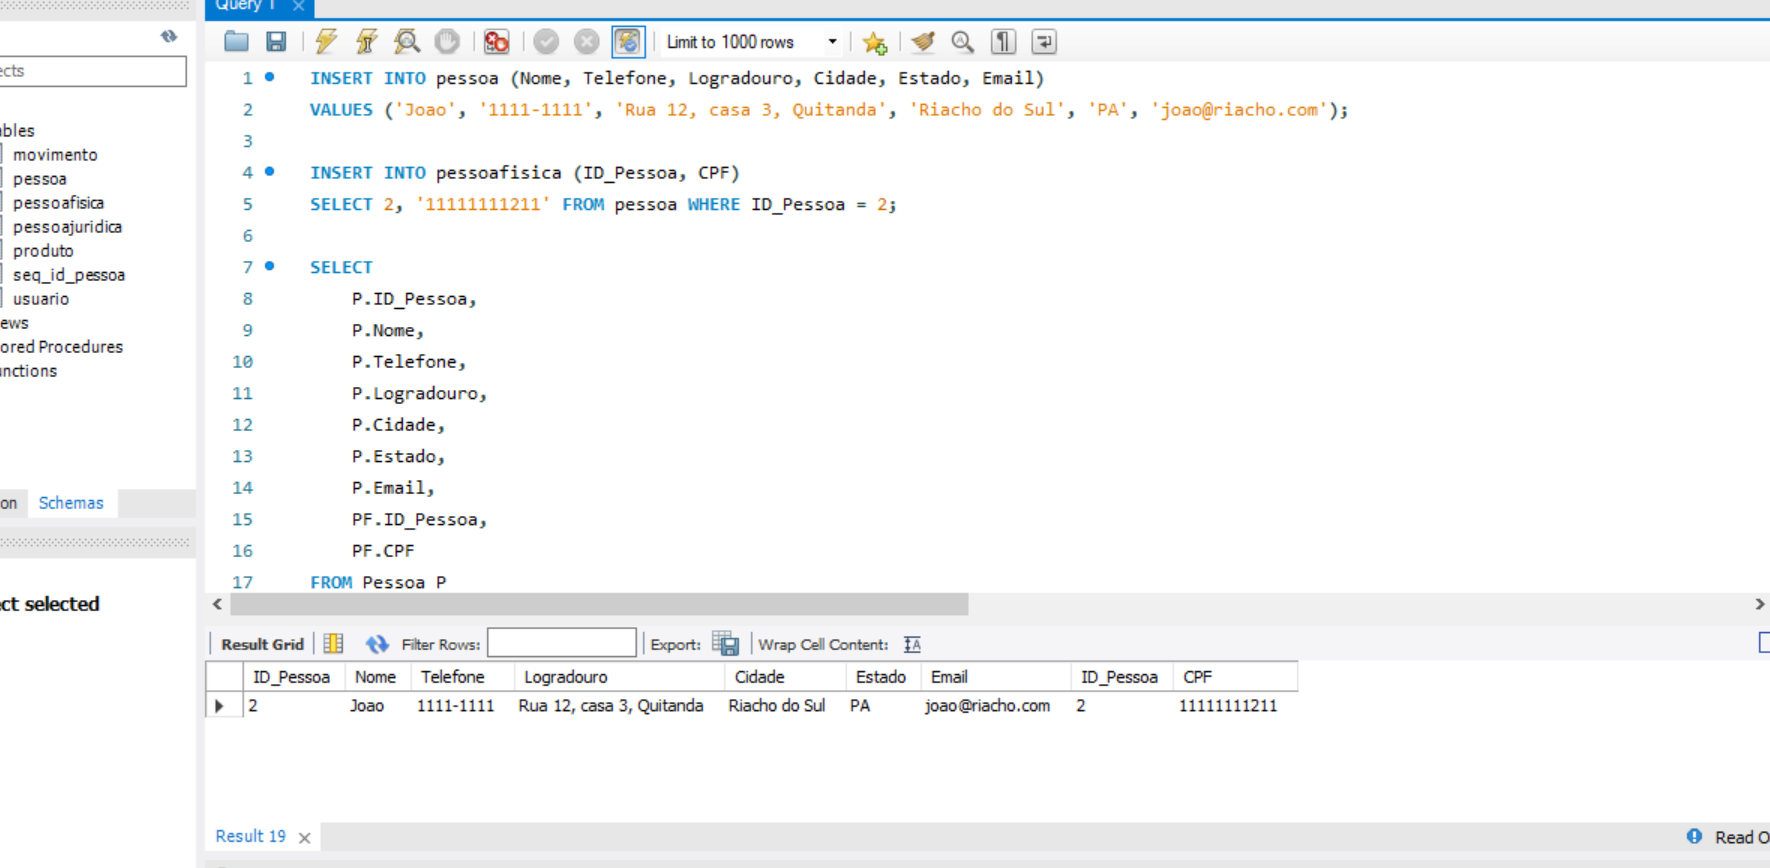 Query 1
Limit to 1000 rows
1 INSERT INTO pessoa (Nome, Telefone, Logradouro, Cidade, Estado, Email)
2 VALUES ('Joao', '1111-1111', 'Rua 12, casa 3, Quitanda', 'Riacho do Sul', 'PA', 'joao@riacho.com');
3
4 INSERT INTO pessoafisica (ID_Pessoa, CPF)
5 SELECT 2, '11111111211' FROM pessoa WHERE ID_Pessoa = 2;
6
7 SELECT
8 P.ID_Pessoa,
9 P.Nome,
10 P.Telefone,
11 P.Logradouro,
12 P.Cidade,
13 P.Estado,
14 P.Email,
15 PF.ID_Pessoa,
16 PF.CPF
17 FROM Pessoa P
ects
bles
movimento
pessoa
pessoafisica
pessoajuridica
produto
seq_id_pessoa
usuario
ews
ored Procedures
unctions
on Schemas
ct selected
Result Grid Filter Rows: Export: Wrap Cell Content:
ID_Pessoa Nome Telefone Logradouro Cidade Estado Email ID_Pessoa CPF
2 Joao 1111-1111 Rua 12, casa 3, Quitanda Riacho do Sul PA joao@riacho.com 2 11111111211
Result 19 Read O